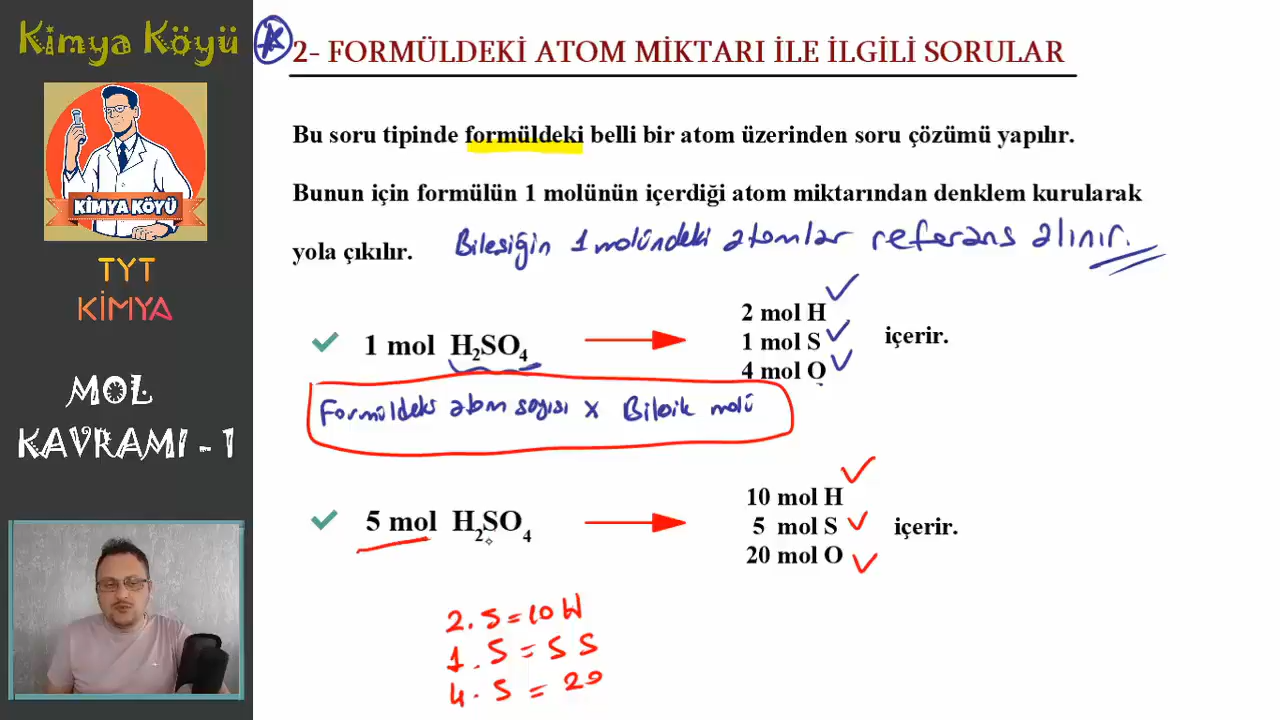 Kimya Köyü
KİMYA KÖYÜ
TYT
KİMYA
MOL
KAVRAMI - 1
2- FORMÜLDEKİ ATOM MİKTARI İLE İLGİLİ SORULAR
Bu soru tipinde formüldeki belli bir atom üzerinden soru çözümü yapılır.
Bunun için formülün 1 molünün içerdiği atom miktarından denklem kurularak
yola çıkılır. Bileşiğin 1 molündeki atomlar referans alınır.
1 mol H₂SO₄
2 mol H
1 mol S
4 mol O
içerir.
Formüldeki atom sayısı x Bileşik molü
5 mol H₂SO₄
10 mol H
5 mol S
20 mol O
içerir.
2. 5 = 10 H
1. 5 = 5 S
4. 5 = 20